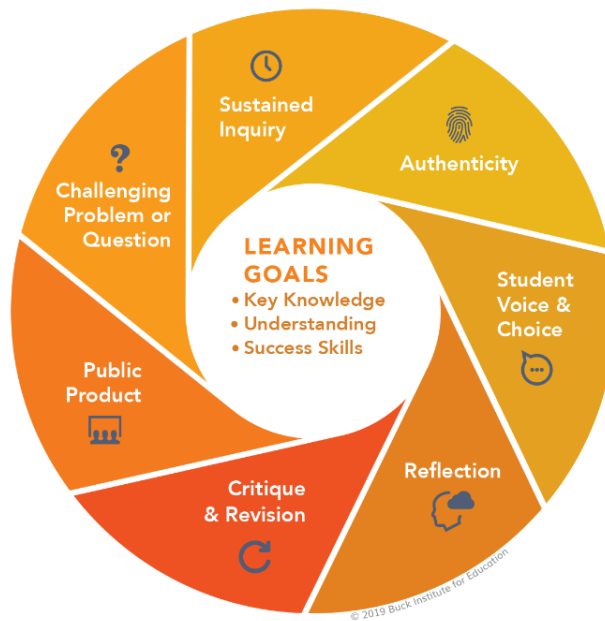 Sustained
Inquiry
Authenticity
Student
Voice &
Choice
Reflection
Critique
& Revision
Public
Product
?
Challenging
Problem or
Question
LEARNING
GOALS
• Key Knowledge
• Understanding
• Success Skills
© 2019 Buck Institute for Education